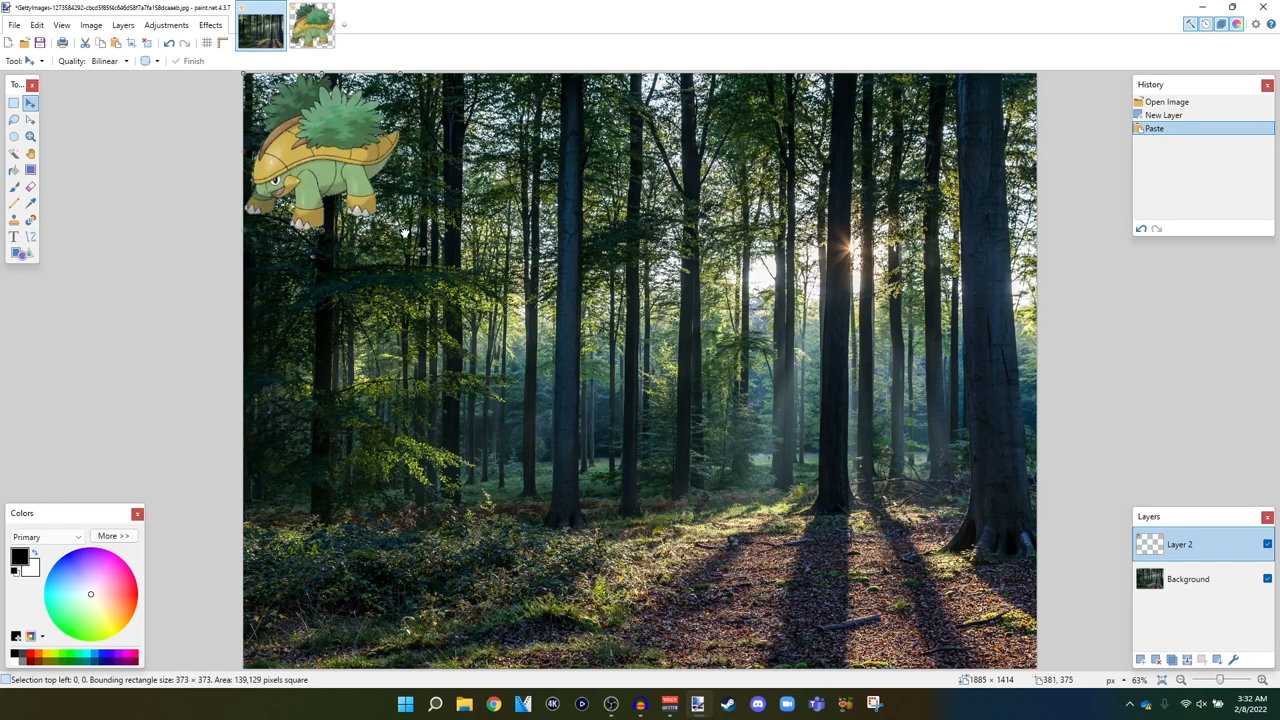 *GettyImages-1273584292-cbcd5f85f4c646d58f7a7fa158dcaaeb.jpg - paint.net 4.3.7
File Edit View Image Layers Adjustments Effects
Tool: Quality: Bilinear Finish
To...
History
Open Image
New Layer
Paste
Colors
Primary
More >>
Layers
Layer 2
Background
Selection top left: 0, 0. Bounding rectangle size: 373 × 373. Area: 139,129 pixels square
1885 × 1414
381, 375
px
63%
3:32 AM
2/8/2022